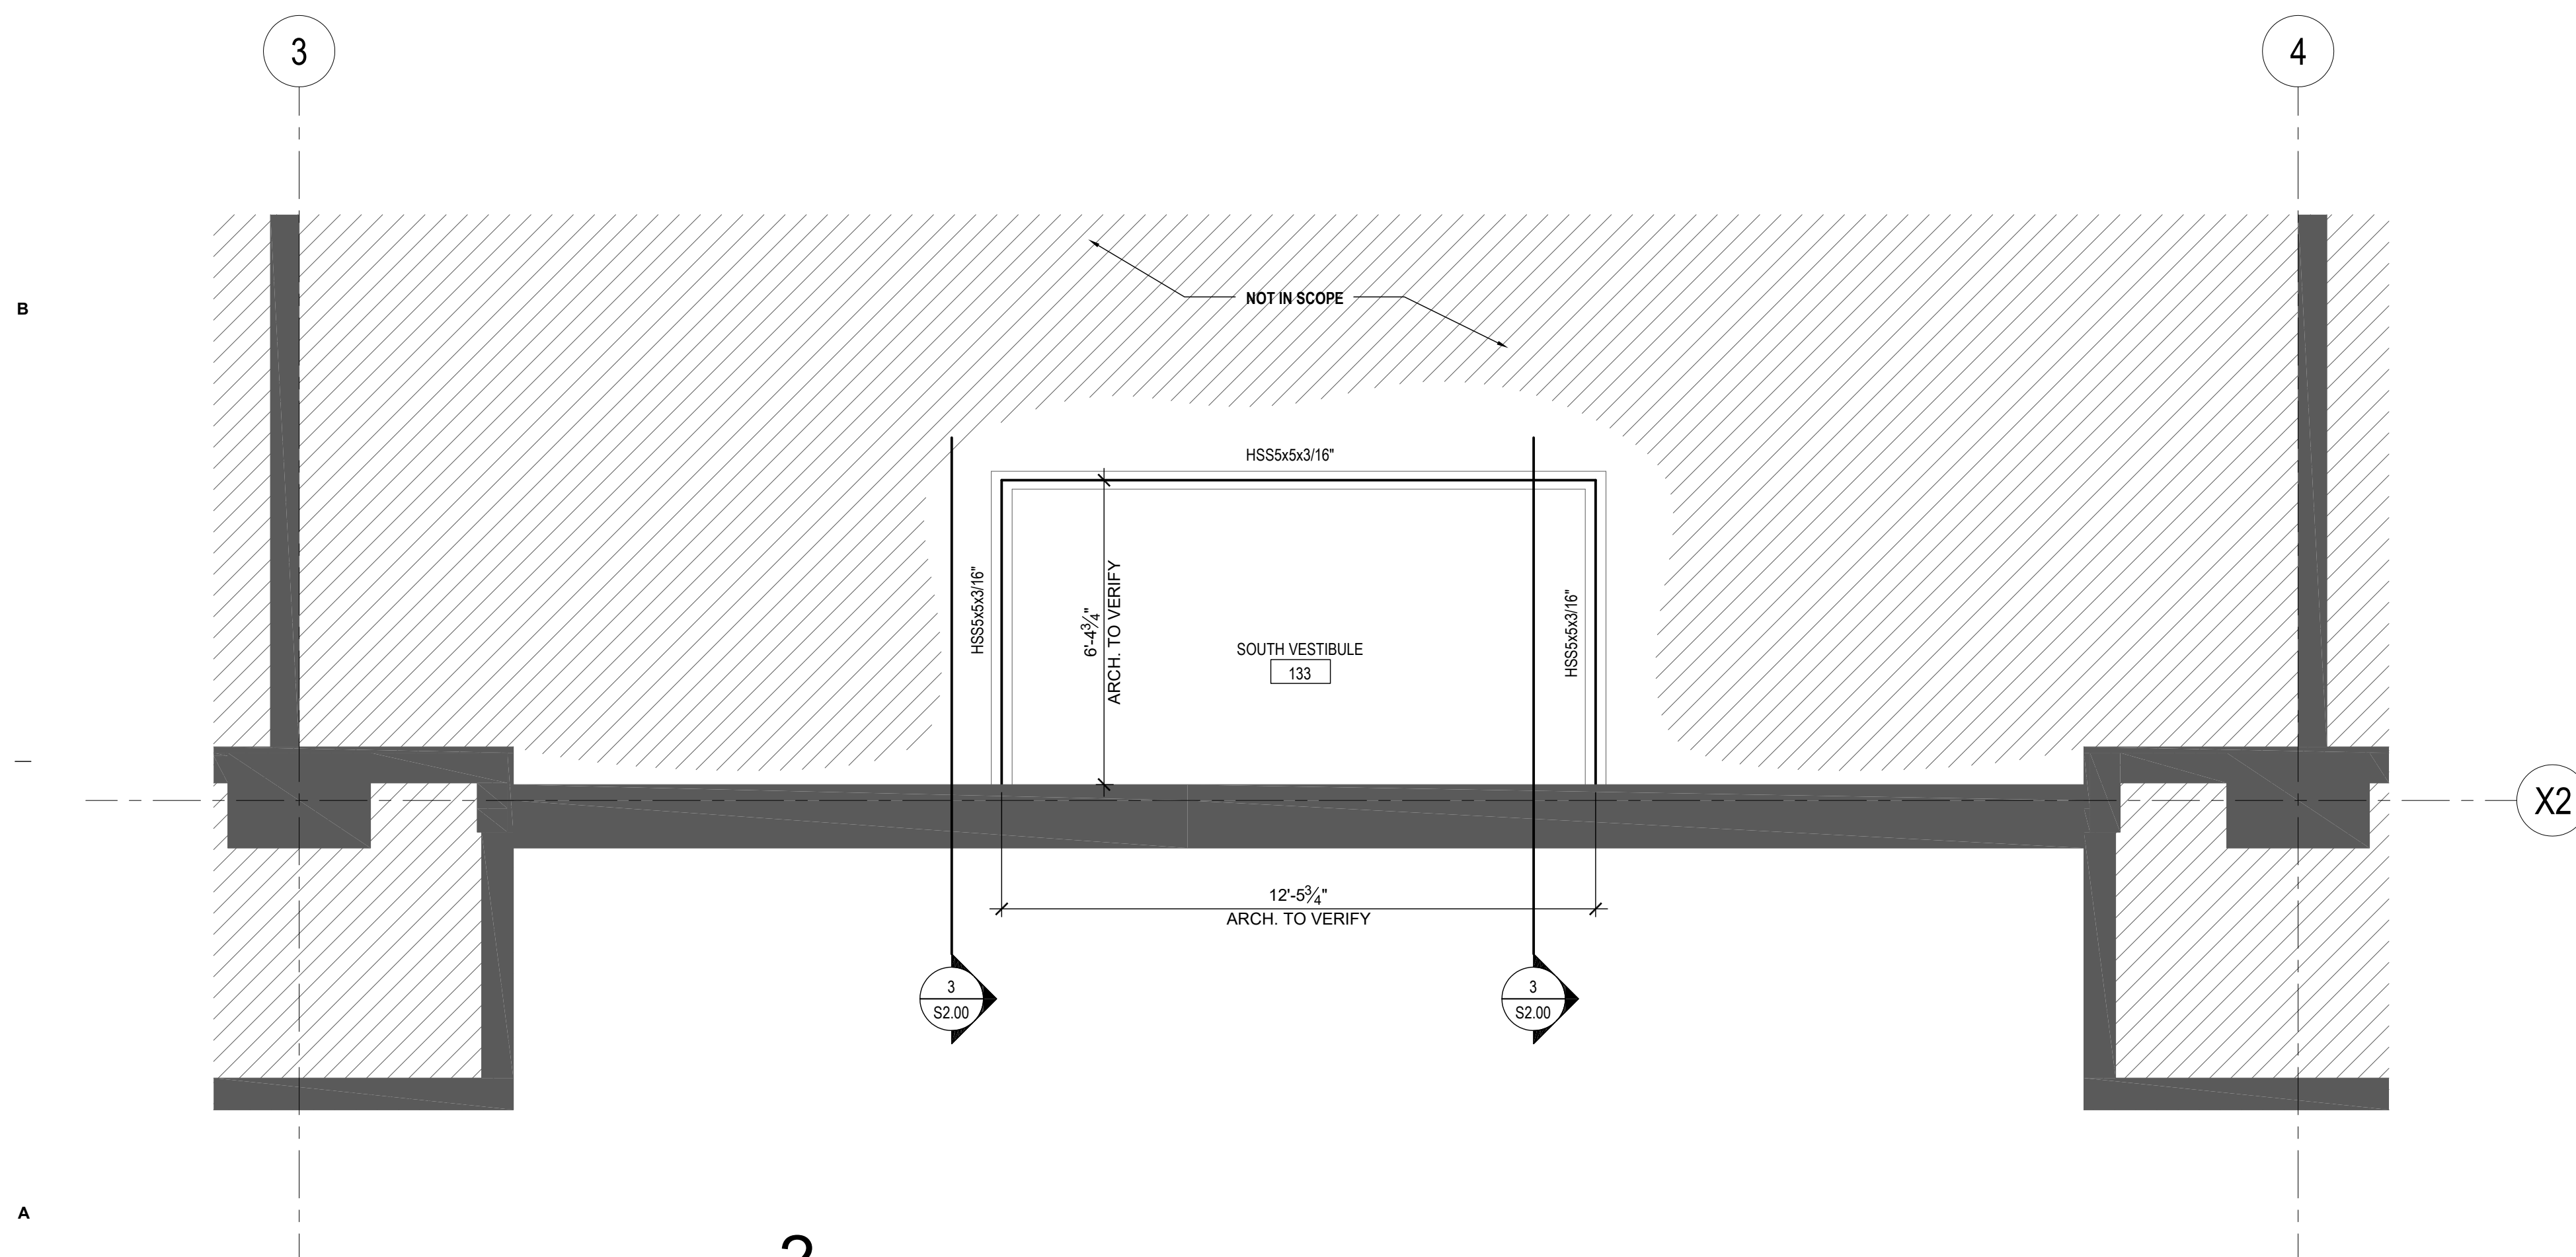 3
4
B
NOT IN SCOPE
HSS5x5x3/16"
HSS5x5x3/16"
6'-4¾"
ARCH. TO VERIFY
HSS5x5x3/16"
SOUTH VESTIBULE
133
X2
12'-5¾"
ARCH. TO VERIFY
3
S2.00
3
S2.00
A